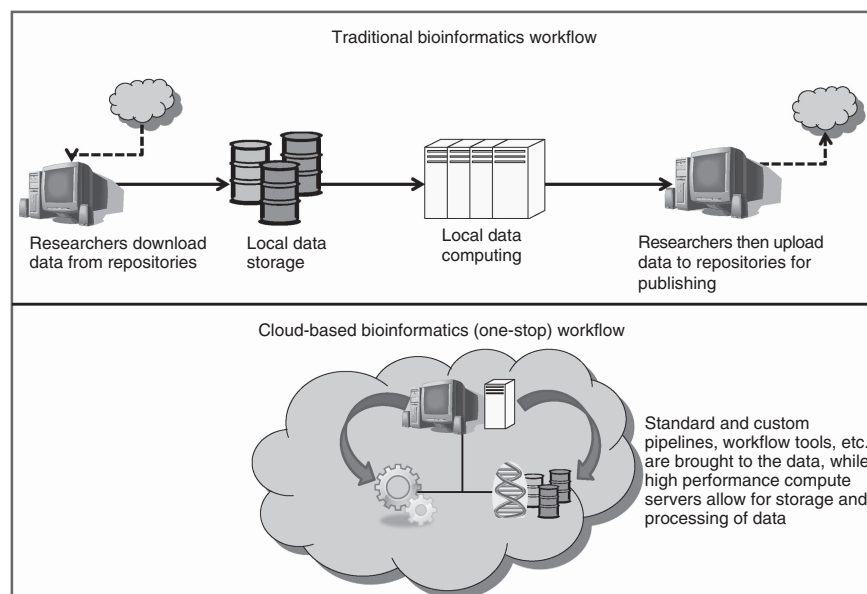 Traditional bioinformatics workflow
Researchers download
data from repositories
Local data
storage
Local data
computing
Researchers then upload
data to repositories for
publishing
Cloud-based bioinformatics (one-stop) workflow
Standard and custom
pipelines, workflow tools, etc.
are brought to the data, while
high performance compute
servers allow for storage and
processing of data